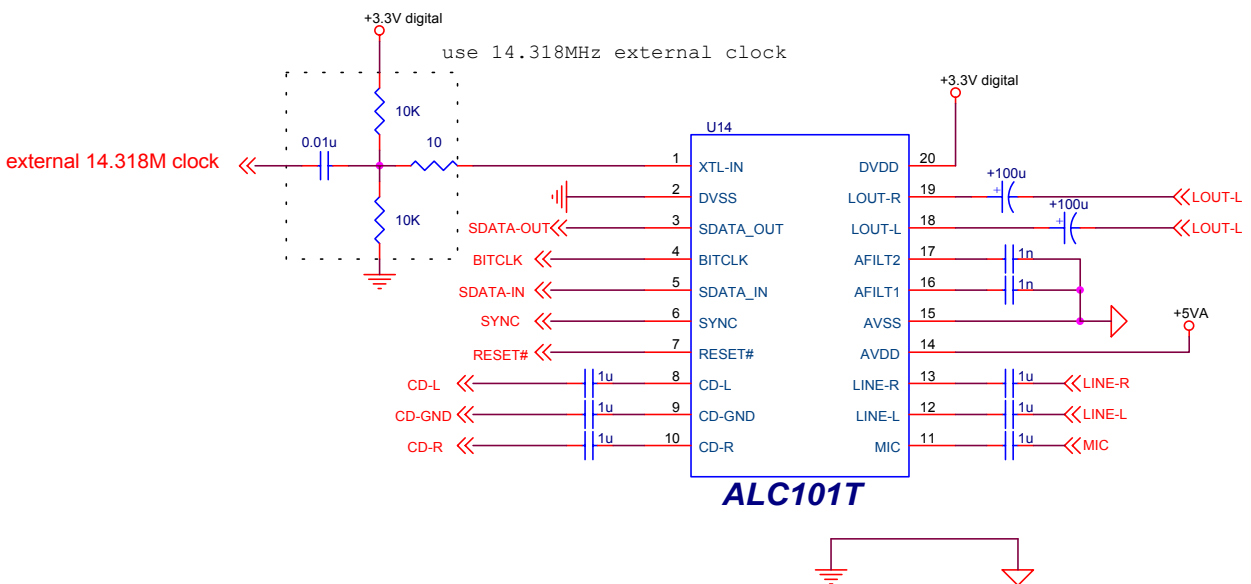 +3.3V digital
use 14.318MHz external clock
+3.3V digital
10K
U14
0.01u
10
external 14.318M clock
1
XTL-IN
DVDD
20
+100u
+
2
DVSS
LOUT-R
19
LOUT-L
+100u
+
10K
SDATA-OUT
3
SDATA_OUT
LOUT-L
18
LOUT-L
BITCLK
4
BITCLK
AFILT2
17
1n
SDATA-IN
5
SDATA_IN
AFILT1
16
1n
SYNC
6
SYNC
AVSS
15
+5VA
RESET#
7
RESET#
AVDD
14
CD-L
1u
8
CD-L
LINE-R
13
1u
LINE-R
CD-GND
1u
9
CD-GND
LINE-L
12
1u
LINE-L
CD-R
1u
10
CD-R
MIC
11
1u
MIC
ALC101T